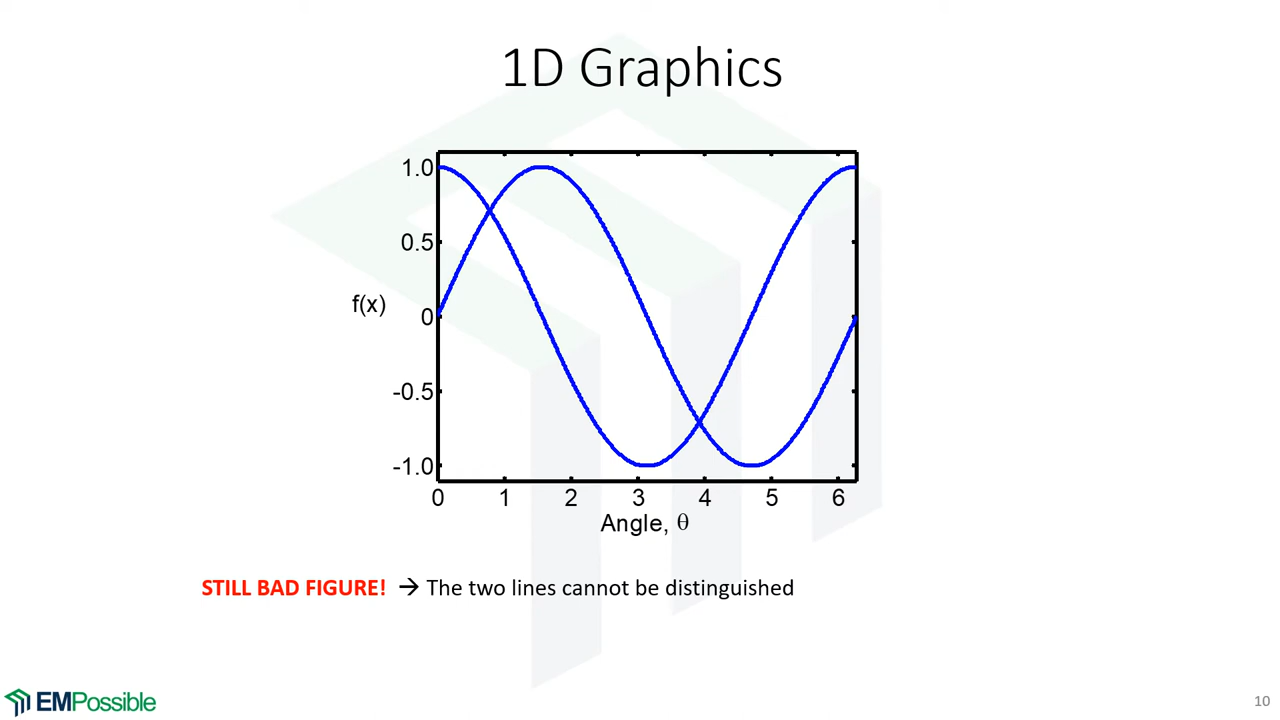 1D Graphics
1.0
0.5
f(x)
0
-0.5
-1.0
0 1 2 3 4 5 6
Angle, θ
STILL BAD FIGURE! → The two lines cannot be distinguished
EMPossible
10